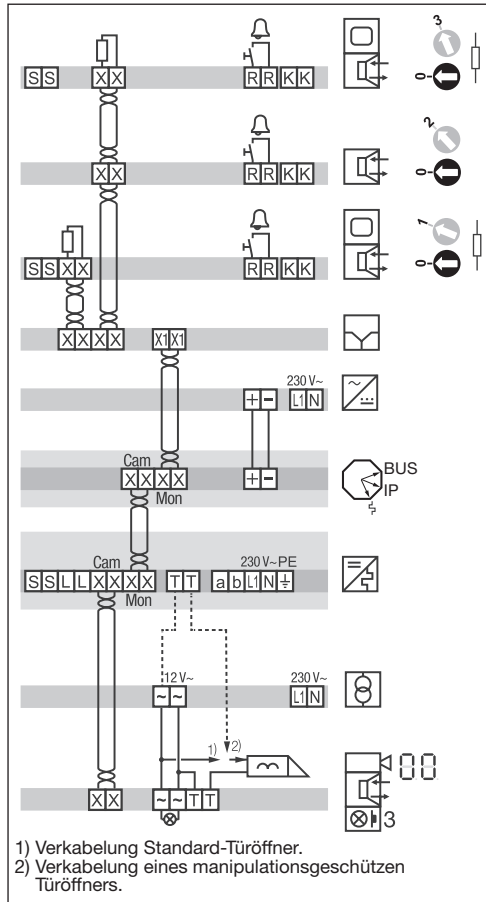 3
0
S S X X R R K K
2
0
X X R R K K
1
0
S S X X R R K K
X X X X X1 X1
230 V~
+ - L1 N
Cam
X X X X + -
Mon
BUS
IP
Cam 230 V~PE
S S L L X X X X T T a b L1 N
Mon
12 V~ 230 V~
~ ~ L1 N
1) 2)
00
X X ~ ~ T T
3
1) Verkabelung Standard-Türöffner.
2) Verkabelung eines manipulationsgeschützen
Türöffners.